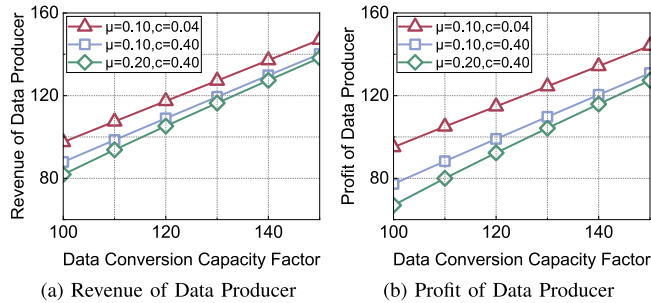 Revenue of Data Producer
160
120
80
μ=0.10,c=0.04
μ=0.10,c=0.40
μ=0.20,c=0.40
100
120
140
Data Conversion Capacity Factor
(a) Revenue of Data Producer
Profit of Data Producer
160
120
80
μ=0.10,c=0.04
μ=0.10,c=0.40
μ=0.20,c=0.40
100
120
140
Data Conversion Capacity Factor
(b) Profit of Data Producer